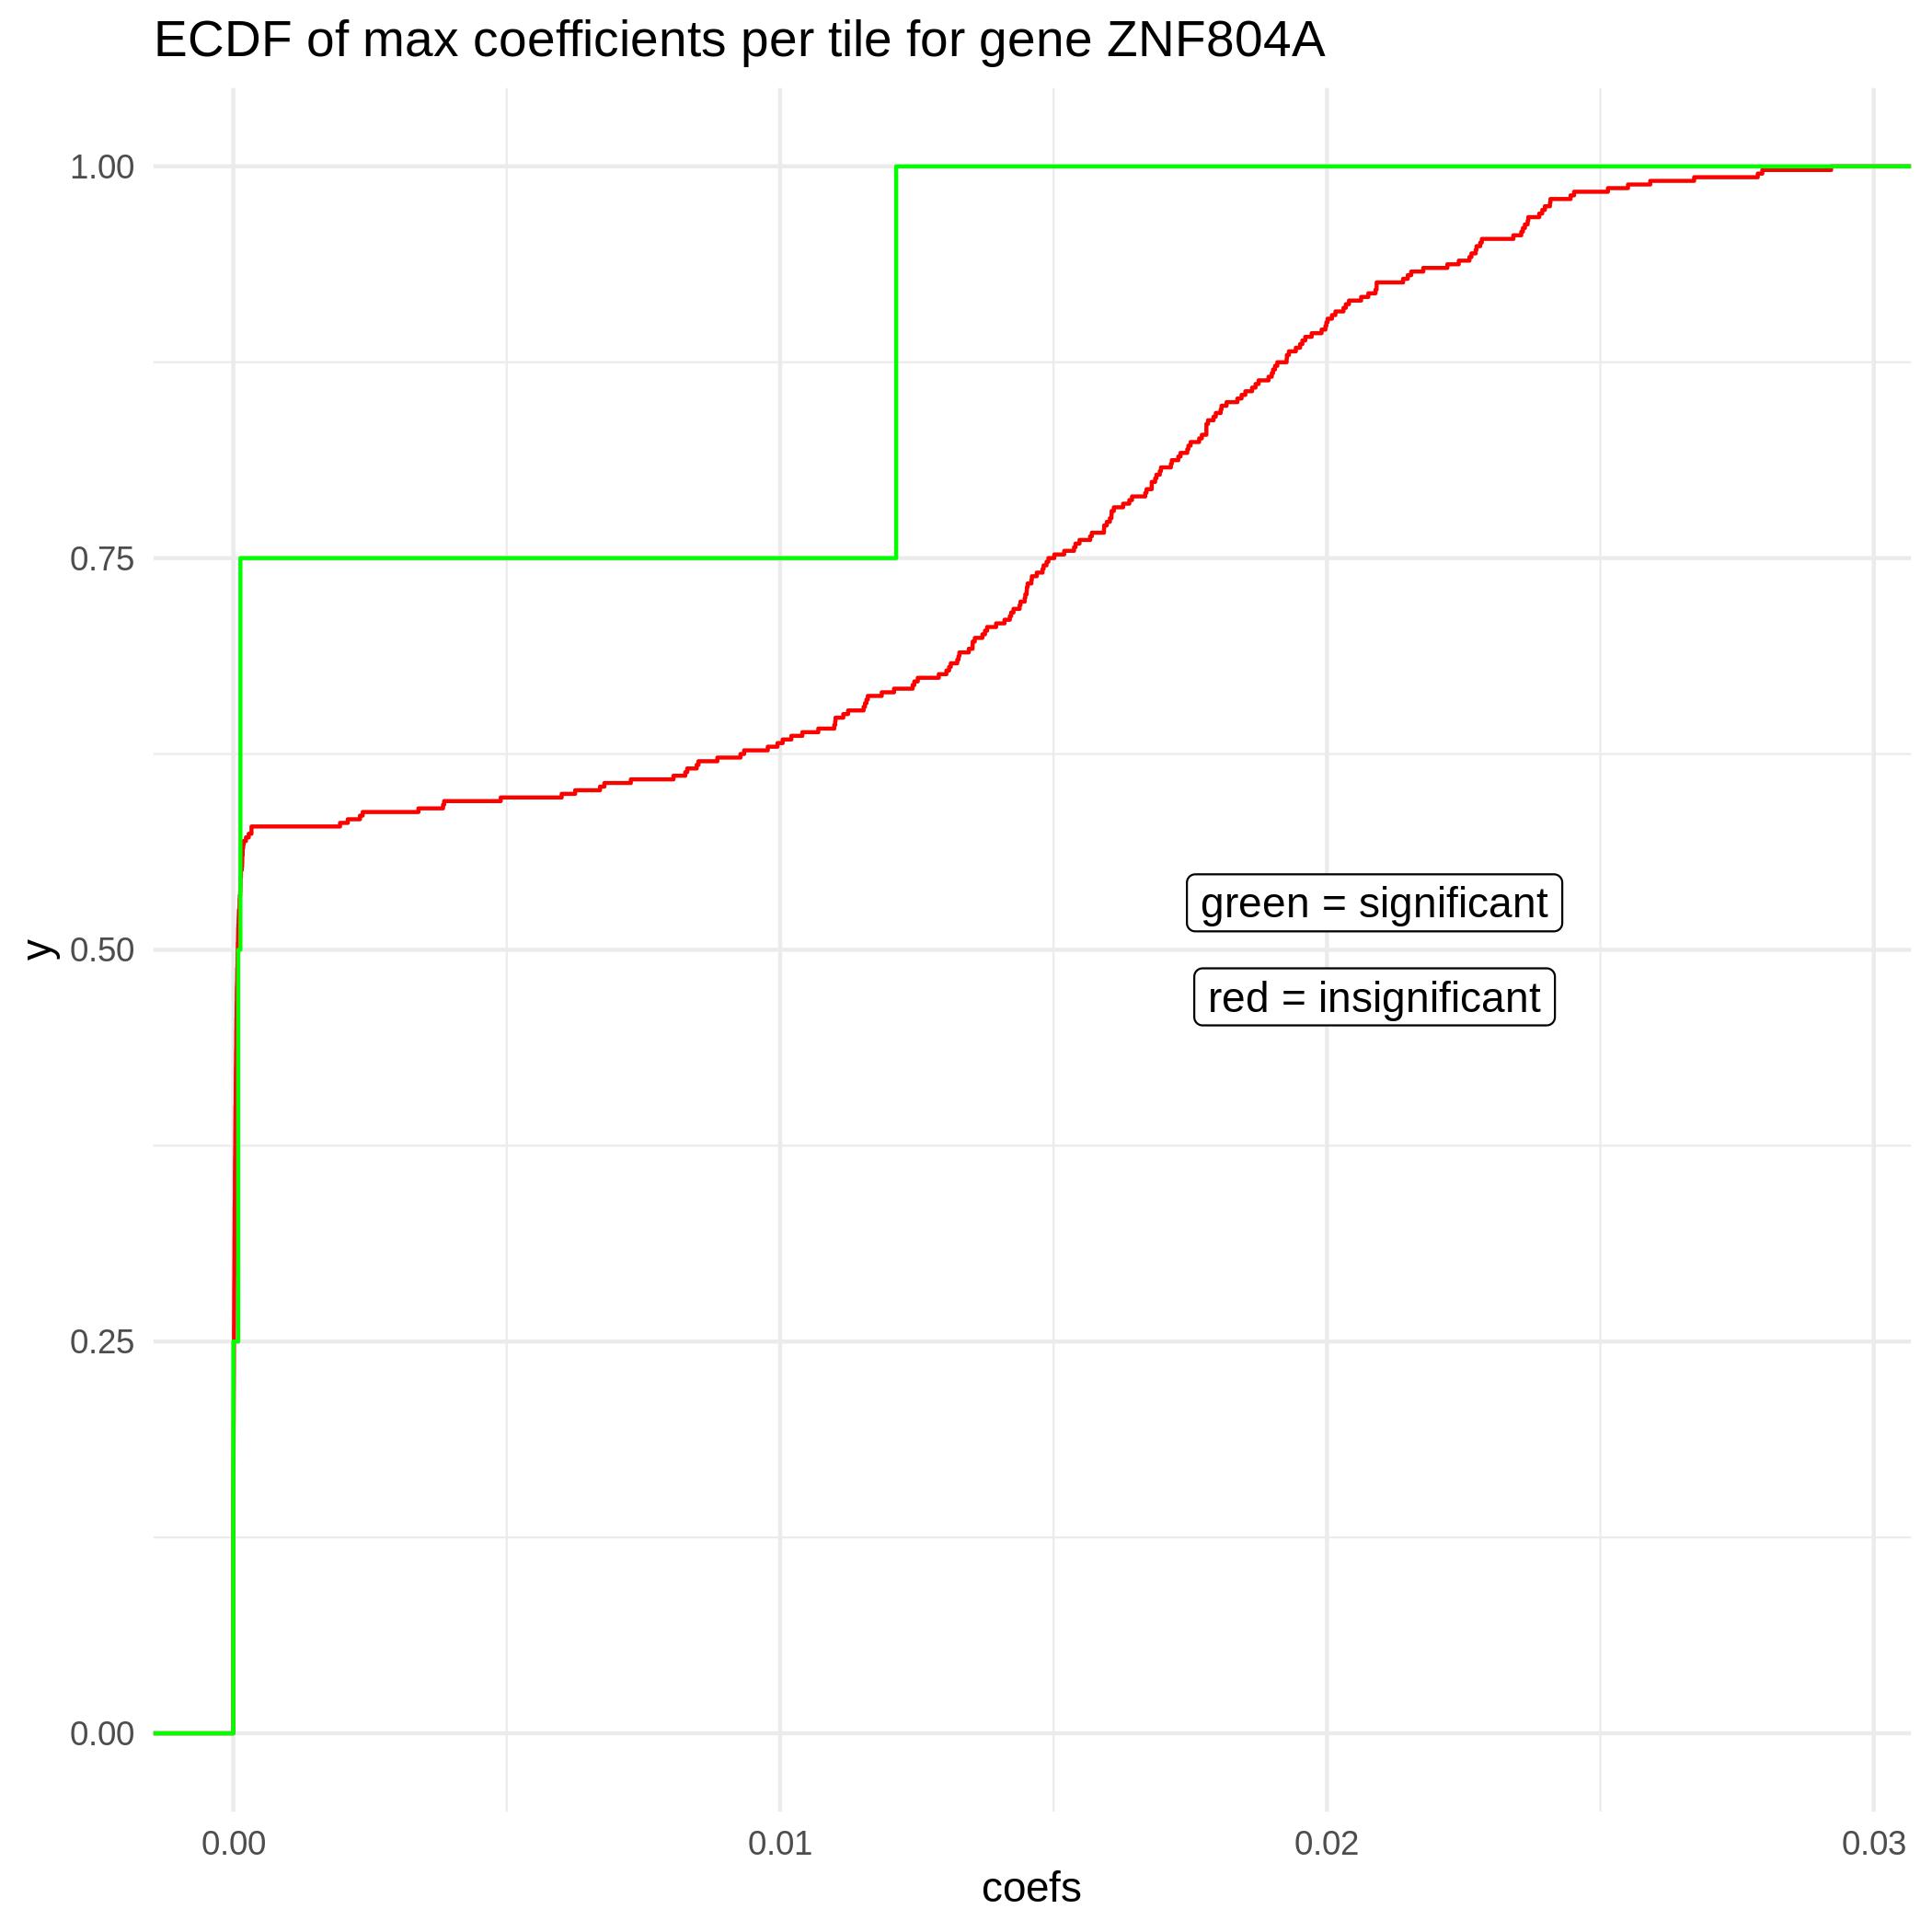 ECDF of max coefficients per tile for gene ZNF804A
1.00
0.75
0.50
0.25
0.00
y
green = significant
red = insignificant
0.00 0.01 0.02 0.03
coefs